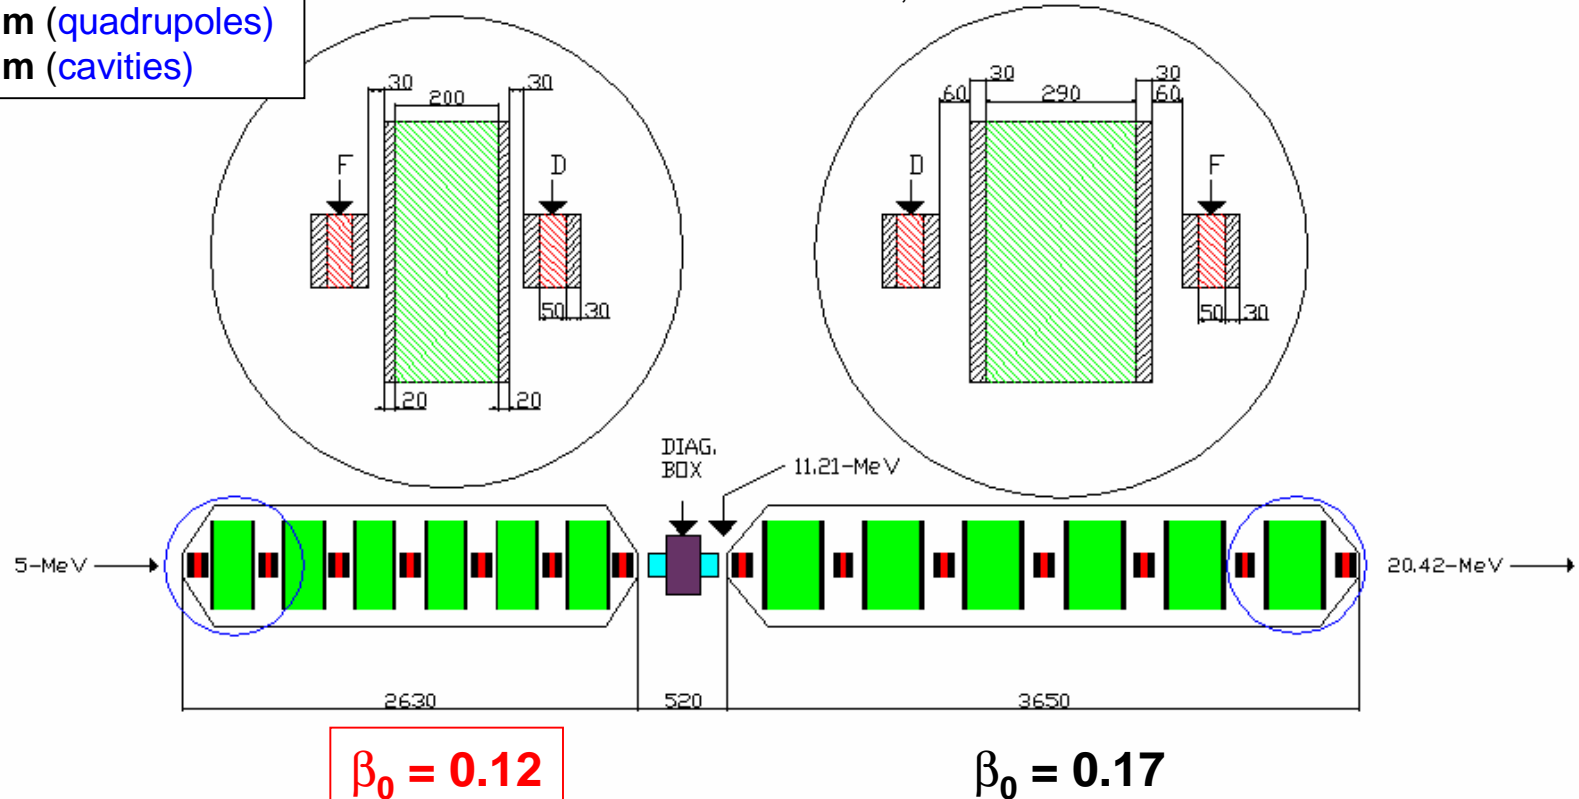 m (quadrupoles)
m (cavities)
30 200 30
F D
50 30
20 20
30 30
60 290 60
D F
50 30
DIAG.
BOX
11.21-MeV
5-MeV
20.42-MeV
2630 520 3650
β0 = 0.12
β0 = 0.17